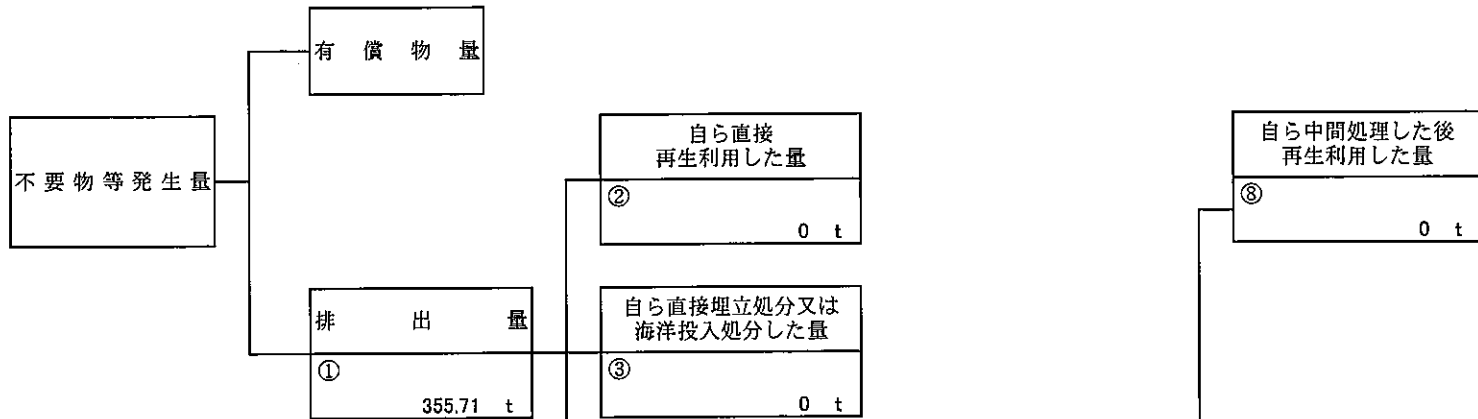 有償物量
不要物等発生量
自ら直接
再生利用した量
②
0 t
自ら中間処理した後
再生利用した量
⑧
0 t
排出量
①
355.71 t
自ら直接埋立処分又は
海洋投入処分した量
③
0 t